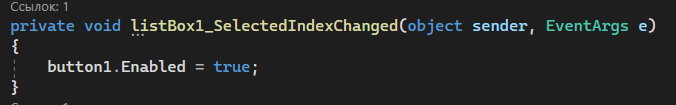 Ссылок: 1
private void listBox1_SelectedIndexChanged(object sender, EventArgs e)
{
button1.Enabled = true;
}